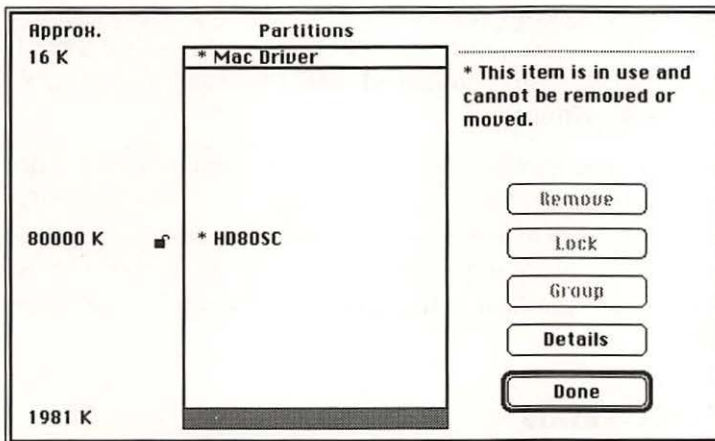 Approx.
Partitions
16 K
* Mac Driver
* This item is in use and
cannot be removed or
moved.
Remove
80000 K
* HD80SC
Lock
Group
Details
Done
1981 K